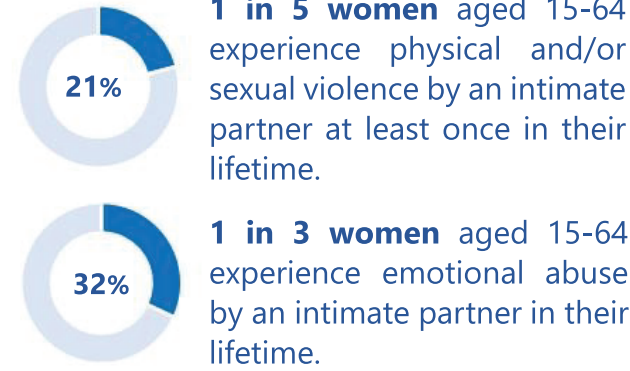 1 in 5 women aged 15-64
experience physical and/or
21%
sexual violence by an intimate
partner at least once in their
lifetime.
1 in 3 women aged 15-64
experience emotional abuse
32%
by an intimate partner in their
lifetime.